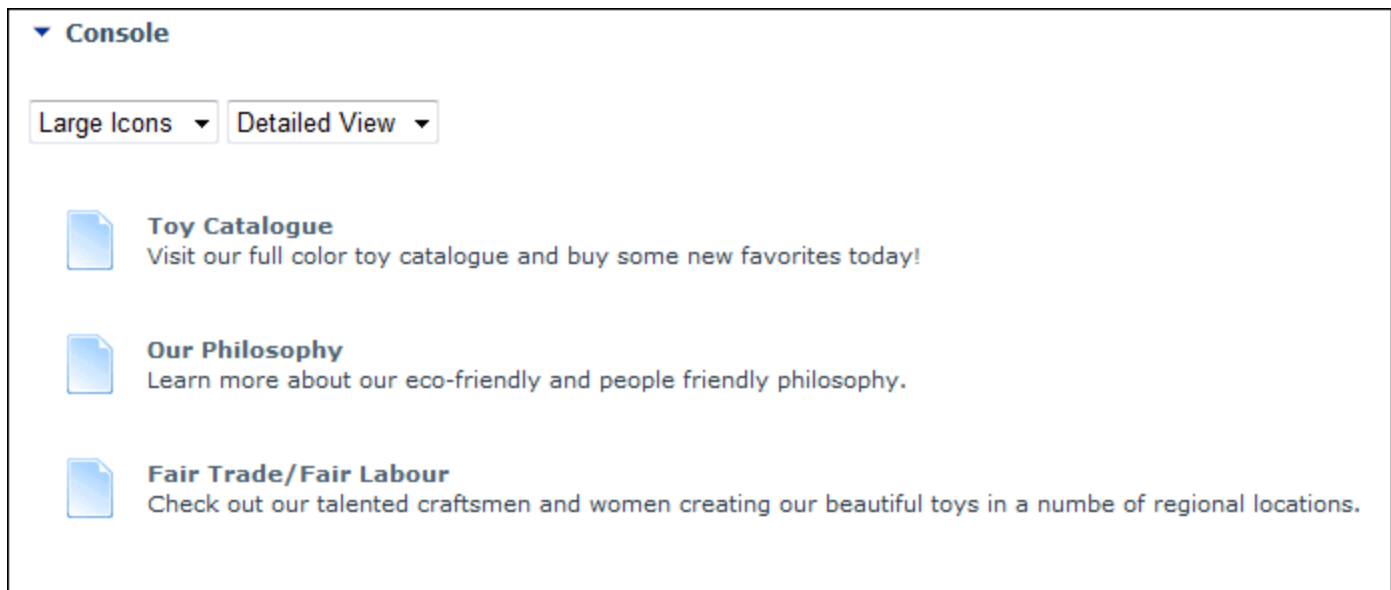 Console
Large Icons Detailed View
Toy Catalogue
Visit our full color toy catalogue and buy some new favorites today!
Our Philosophy
Learn more about our eco-friendly and people friendly philosophy.
Fair Trade/Fair Labour
Check out our talented craftsmen and women creating our beautiful toys in a numbe of regional locations.